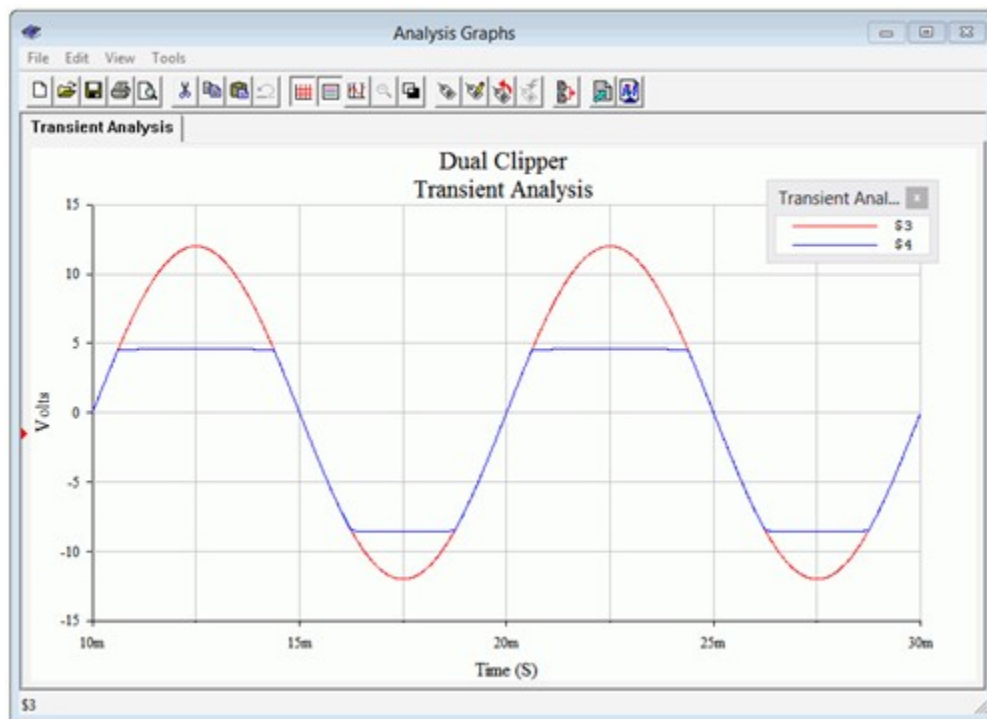 Analysis Graphs
File Edit View Tools
Transient Analysis
Dual Clipper
Transient Analysis
Transient Anal...
$3
$4
15
10
5
0
-5
-10
-15
Volts
10m 15m 20m 25m 30m
Time (S)
$3